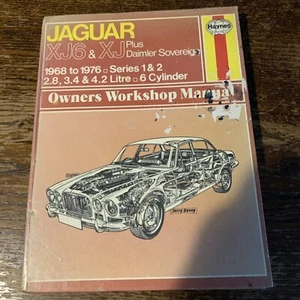 JAGUAR
Haynes
XJ6 & XJ Plus
Daimler Sovereign
1968 to 1976 □ Series 1 & 2
2.8, 3.4 & 4.2 Litre □ 6 Cylinder
Owners Workshop Manual
Terry Davey